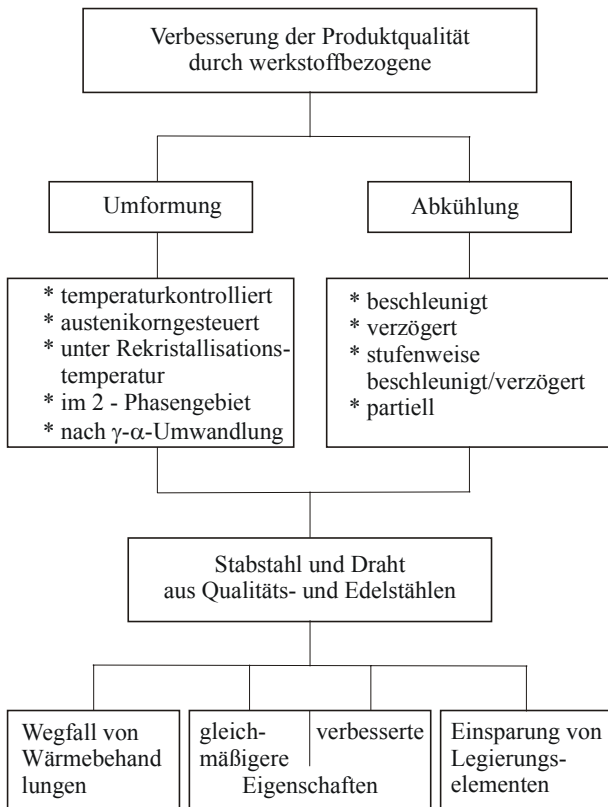 Verbesserung der Produktqualität
durch werkstoffbezogene
Umformung
Abkühlung
* temperaturkontrolliert
* austenikorngesteuert
* unter Rekristallisations-
temperatur
* im 2 - Phasengebiet
* nach γ-α-Umwandlung
* beschleunigt
* verzögert
* stufenweise
beschleunigt/verzögert
* partiell
Stabstahl und Draht
aus Qualitäts- und Edelstählen
Wegfall von
Wärmebehand
lungen
gleich-
mäßigere
verbesserte
Eigenschaften
Einsparung von
Legierungs-
elementen